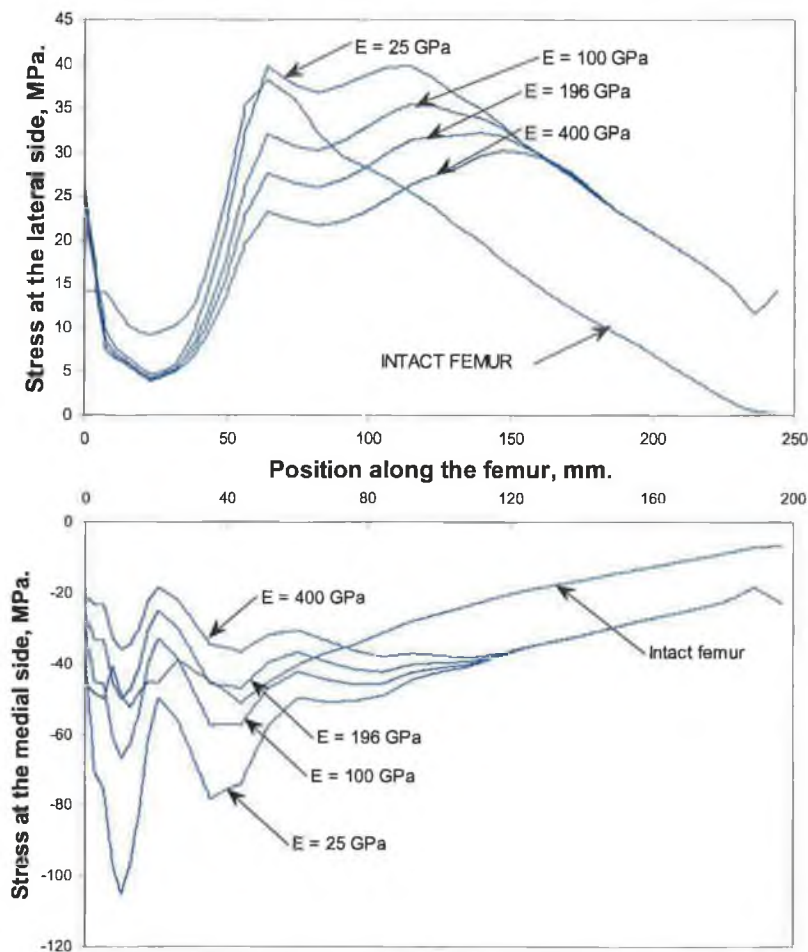 45
40
35
30
25
20
15
10
5
0
Stress at the lateral side, MPa.
E = 25 GPa
E = 100 GPa
E = 196 GPa
E = 400 GPa
INTACT FEMUR
0 50 100 150 200 250
Position along the femur, mm.
0 40 80 120 160 200
0
-20
-40
-60
-80
-100
-120
Stress at the medial side, MPa.
E = 400 GPa
Intact femur
E = 196 GPa
E = 100 GPa
E = 25 GPa